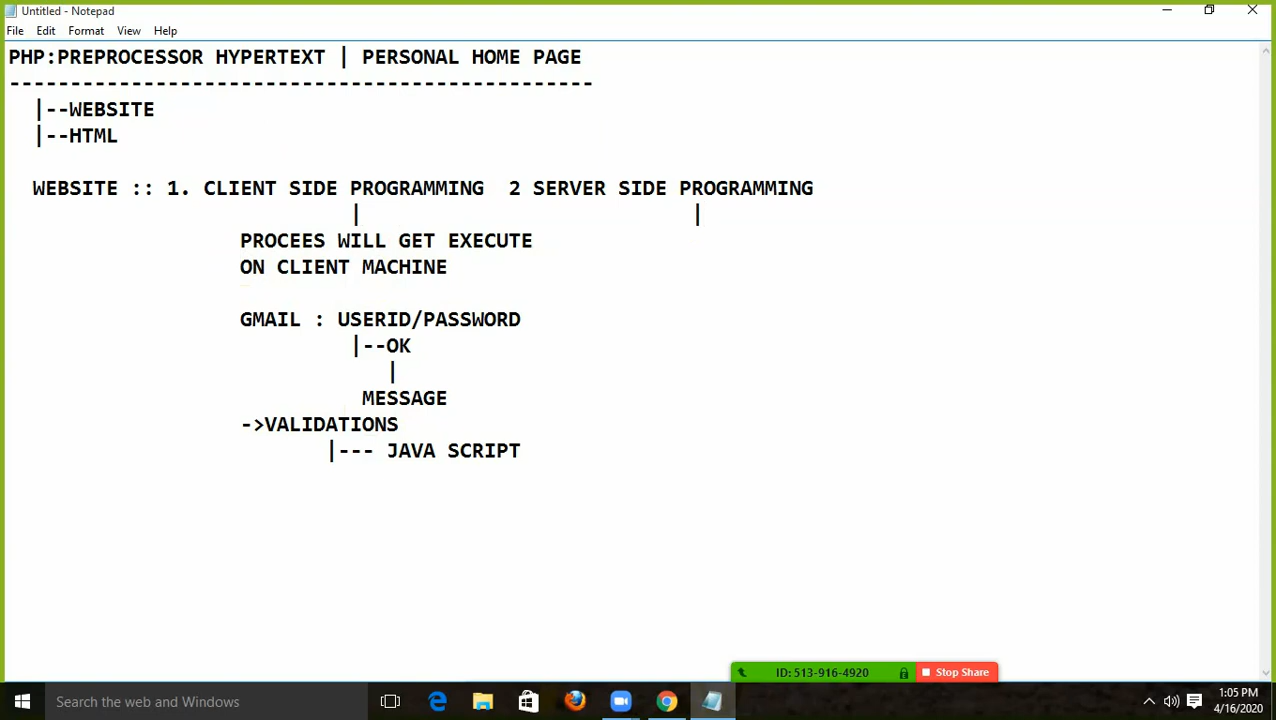 Untitled - Notepad
File Edit Format View Help
PHP:PREPROCESSOR HYPERTEXT | PERSONAL HOME PAGE
------------------------------------------------
|--WEBSITE
|--HTML
WEBSITE :: 1. CLIENT SIDE PROGRAMMING 2 SERVER SIDE PROGRAMMING
| |
PROCEES WILL GET EXECUTE
ON CLIENT MACHINE
GMAIL : USERID/PASSWORD
|--OK
|
MESSAGE
->VALIDATIONS
|--- JAVA SCRIPT
ID: 513-916-4920 Stop Share
Search the web and Windows
1:05 PM
4/16/2020